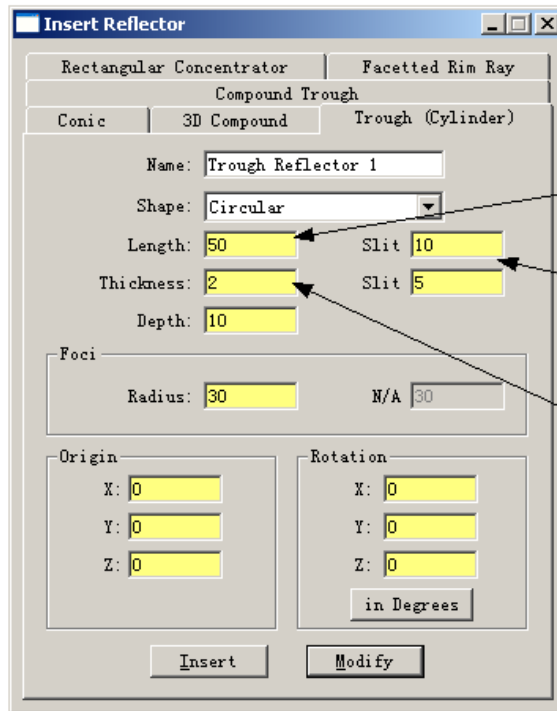 Insert Reflector
Rectangular Concentrator Facetted Rim Ray
Compound Trough
Conic 3D Compound Trough (Cylinder)
Name: Trough Reflector 1
Shape: Circular
Length: 50 Slit 10
Thickness: 2 Slit 5
Depth: 10
Foci
Radius: 30 N/A 30
Origin Rotation
X: 0 X: 0
Y: 0 Y: 0
Z: 0 Z: 0
in Degrees
Insert Modify